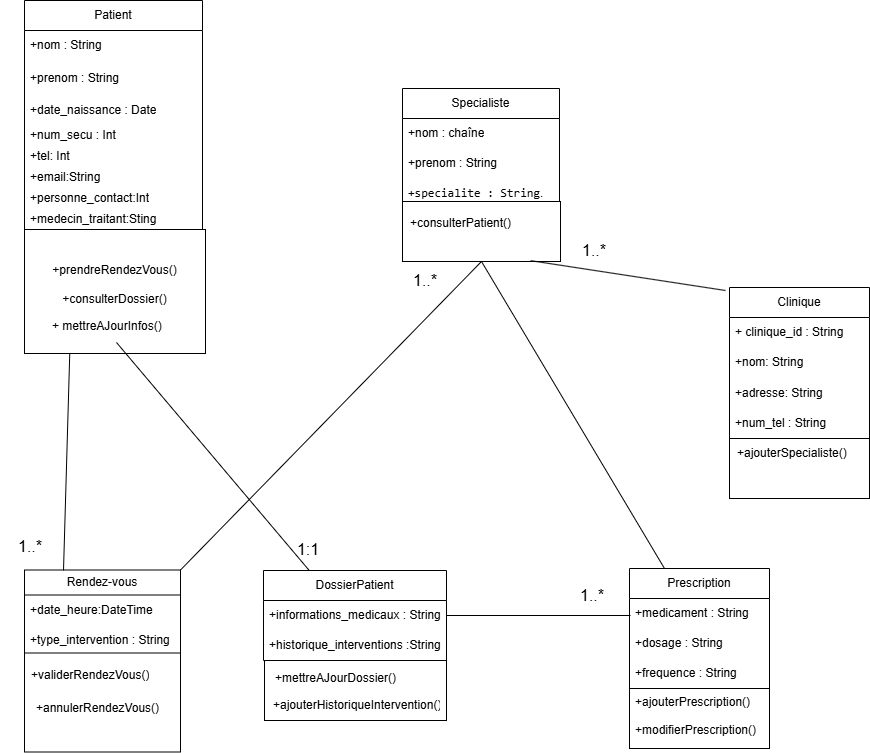 Patient
+nom : String
+prenom : String
+date_naissance : Date
+num_secu : Int
+tel: Int
+email:String
+personne_contact:Int
+medecin_traitant:Sting
+prendreRendezVous()
+consulterDossier()
+ mettreAJourInfos()
Specialiste
+nom : chaîne
+prenom : String
+specialite : String.
+consulterPatient()
1..*
1..*
Clinique
+ clinique_id : String
+nom: String
+adresse: String
+num_tel : String
+ajouterSpecialiste()
1..*
Rendez-vous
+date_heure:DateTime
+type_intervention : String
+validerRendezVous()
+annulerRendezVous()
1:1
DossierPatient
+informations_medicaux : String
+historique_interventions :String
+mettreAJourDossier()
+ajouterHistoriqueIntervention()
1..*
Prescription
+medicament : String
+dosage : String
+frequence : String
+ajouterPrescription()
+modifierPrescription()